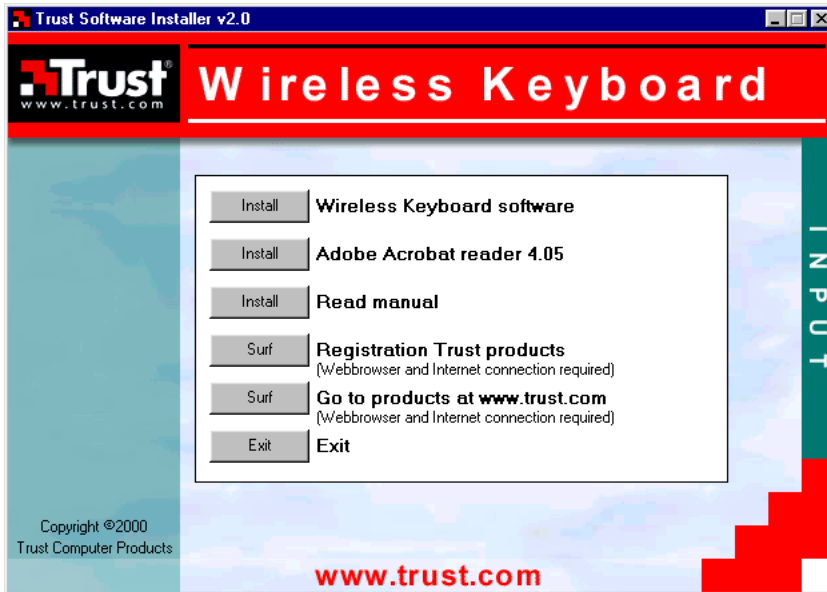 Trust Software Installer v2.0
Trust®
www.trust.com
Wireless Keyboard
Install Wireless Keyboard software
Install Adobe Acrobat reader 4.05
Install Read manual
Surf Registration Trust products
(Webbrowser and Internet connection required)
Surf Go to products at www.trust.com
(Webbrowser and Internet connection required)
Exit Exit
INPUT
Copyright ©2000
Trust Computer Products
www.trust.com